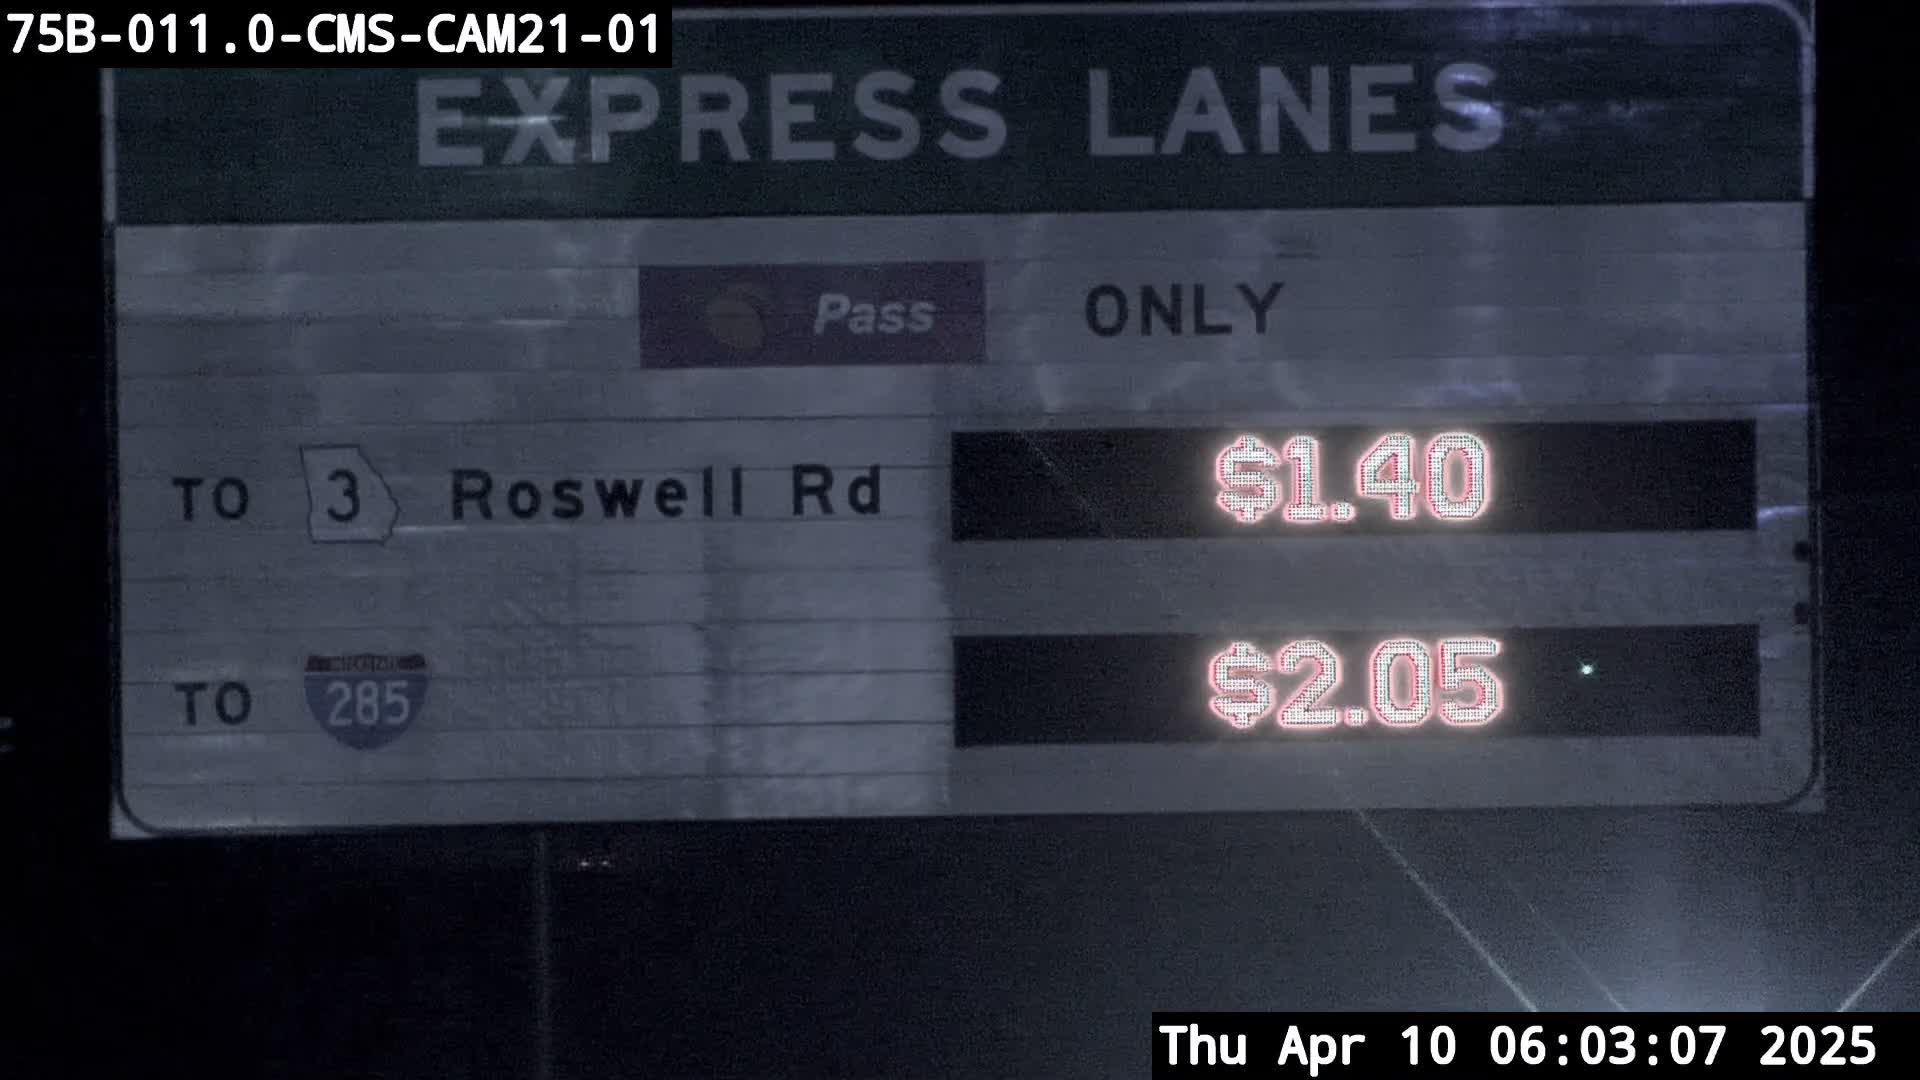 75B-011.0-CMS-CAM21-01
EXPRESS LANES
Pass ONLY
TO 3 Roswell Rd $1.40
TO 285 $2.05
Thu Apr 10 06:03:07 2025